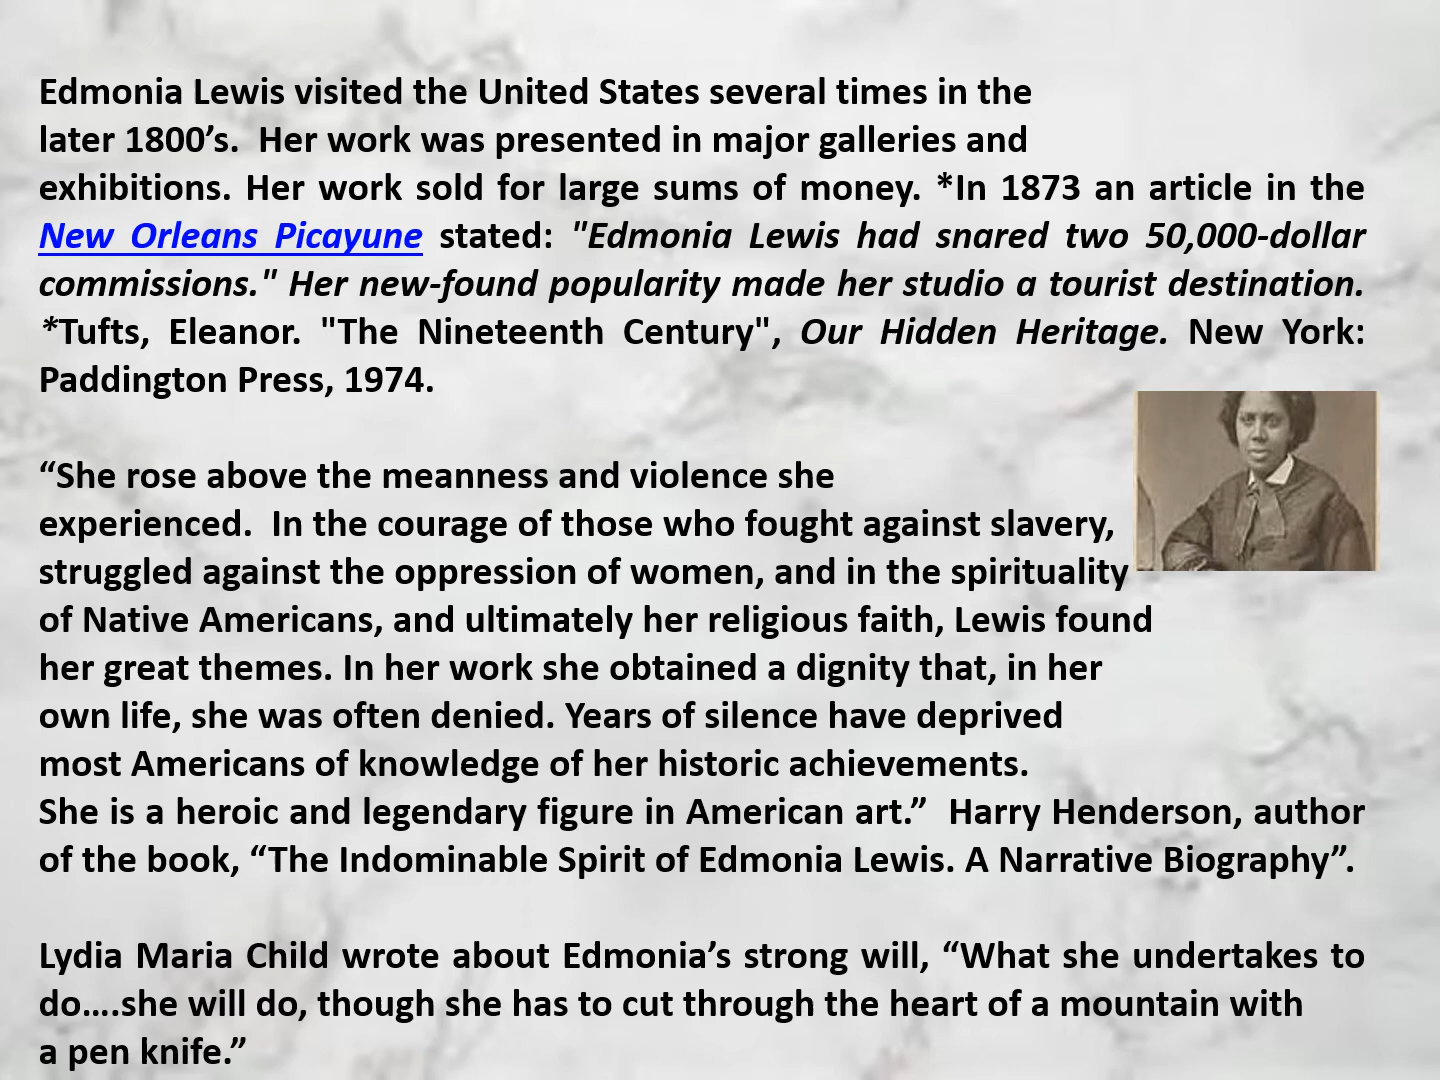 Edmonia Lewis visited the United States several times in the
later 1800’s.  Her work was presented in major galleries and
exhibitions. Her work sold for large sums of money. *In 1873 an article in the
New Orleans Picayune stated: "Edmonia Lewis had snared two 50,000-dollar
commissions." Her new-found popularity made her studio a tourist destination.
*Tufts, Eleanor. "The Nineteenth Century", Our Hidden Heritage. New York:
Paddington Press, 1974.
“She rose above the meanness and violence she
experienced.  In the courage of those who fought against slavery,
struggled against the oppression of women, and in the spirituality
of Native Americans, and ultimately her religious faith, Lewis found
her great themes. In her work she obtained a dignity that, in her
own life, she was often denied. Years of silence have deprived
most Americans of knowledge of her historic achievements.
She is a heroic and legendary figure in American art.”  Harry Henderson, author
of the book, “The Indominable Spirit of Edmonia Lewis. A Narrative Biography”.
Lydia Maria Child wrote about Edmonia’s strong will, “What she undertakes to
do….she will do, though she has to cut through the heart of a mountain with
a pen knife.”